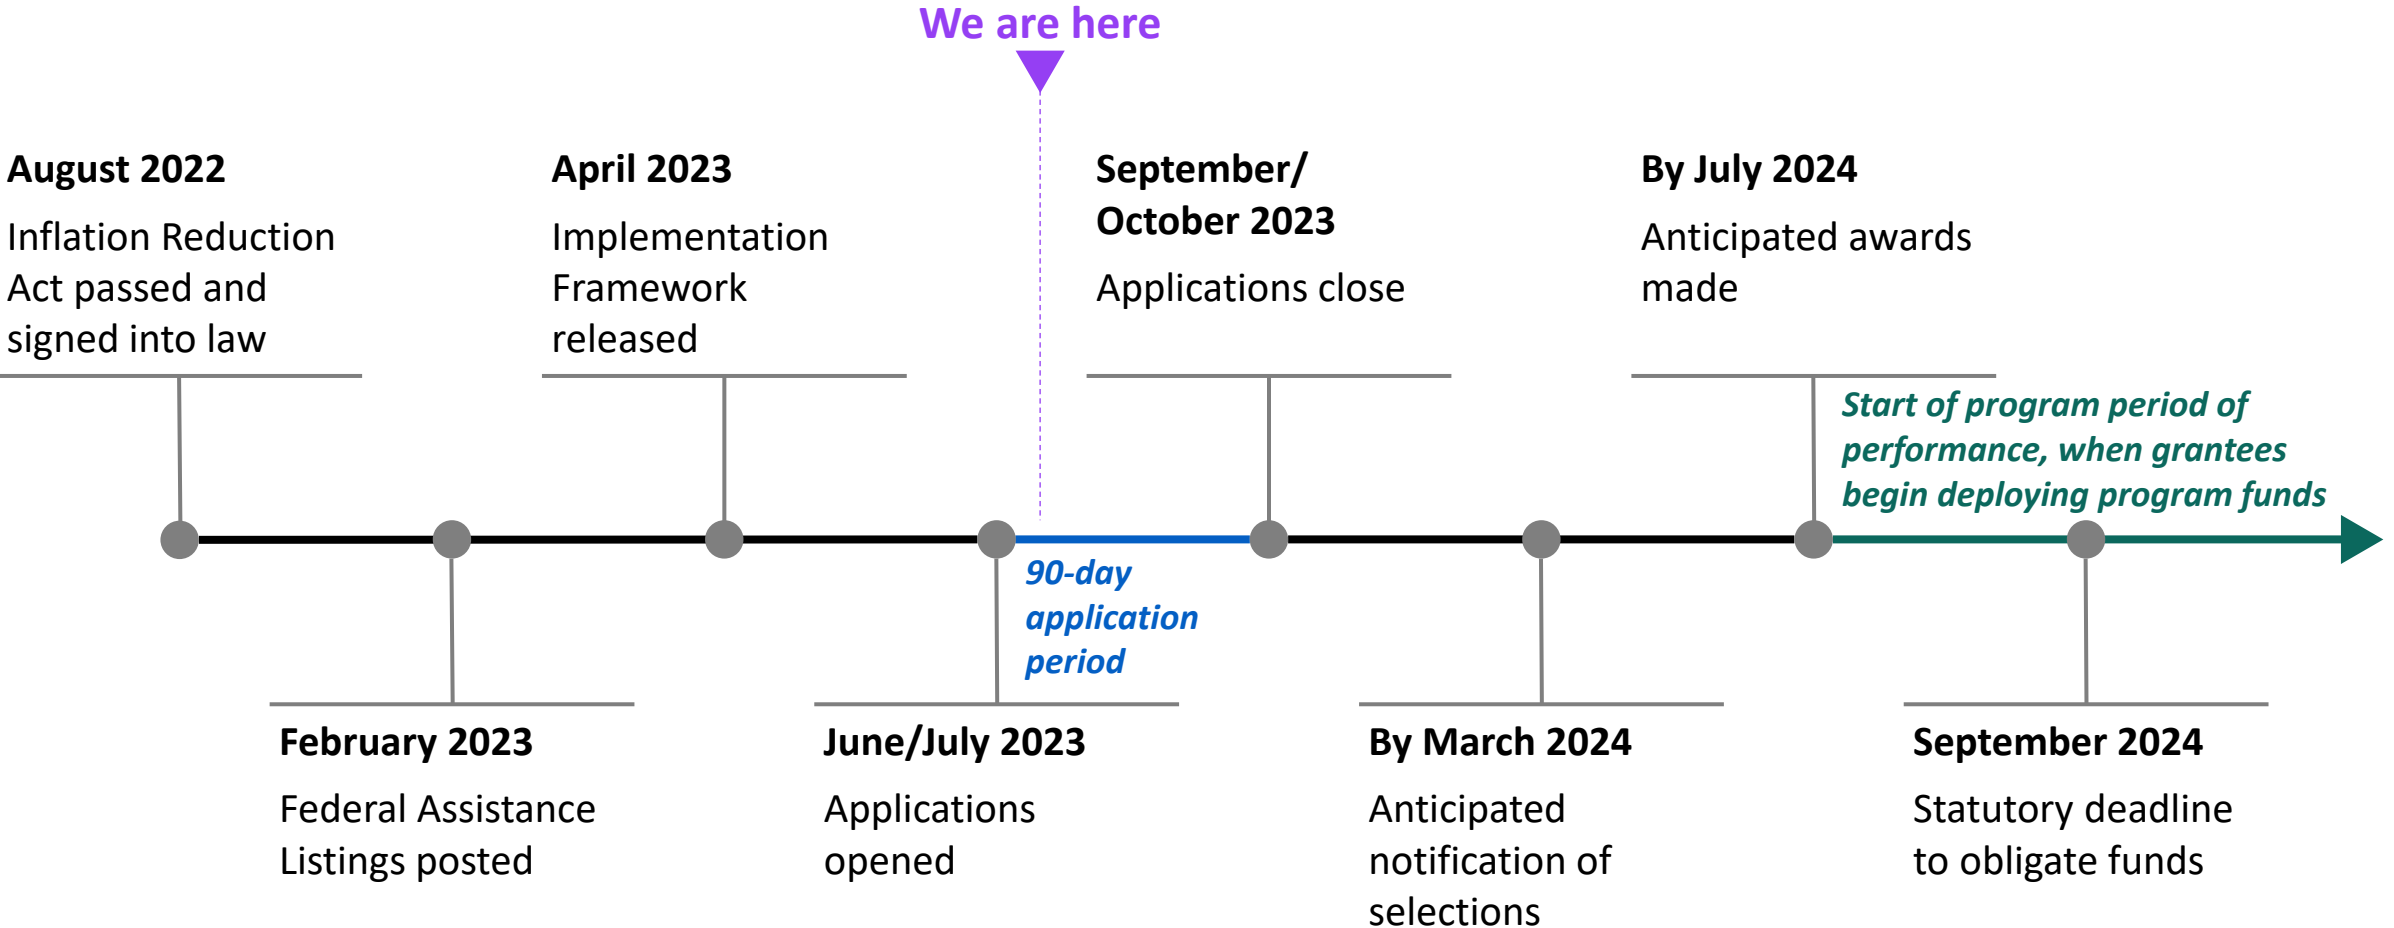 We are here
August 2022
Inflation Reduction
Act passed and
signed into law
April 2023
Implementation
Framework
released
September/
October 2023
Applications close
By July 2024
Anticipated awards
made
Start of program period of
performance, when grantees
begin deploying program funds
90-day
application
period
February 2023
Federal Assistance
Listings posted
June/July 2023
Applications
opened
By March 2024
Anticipated
notification of
selections
September 2024
Statutory deadline
to obligate funds